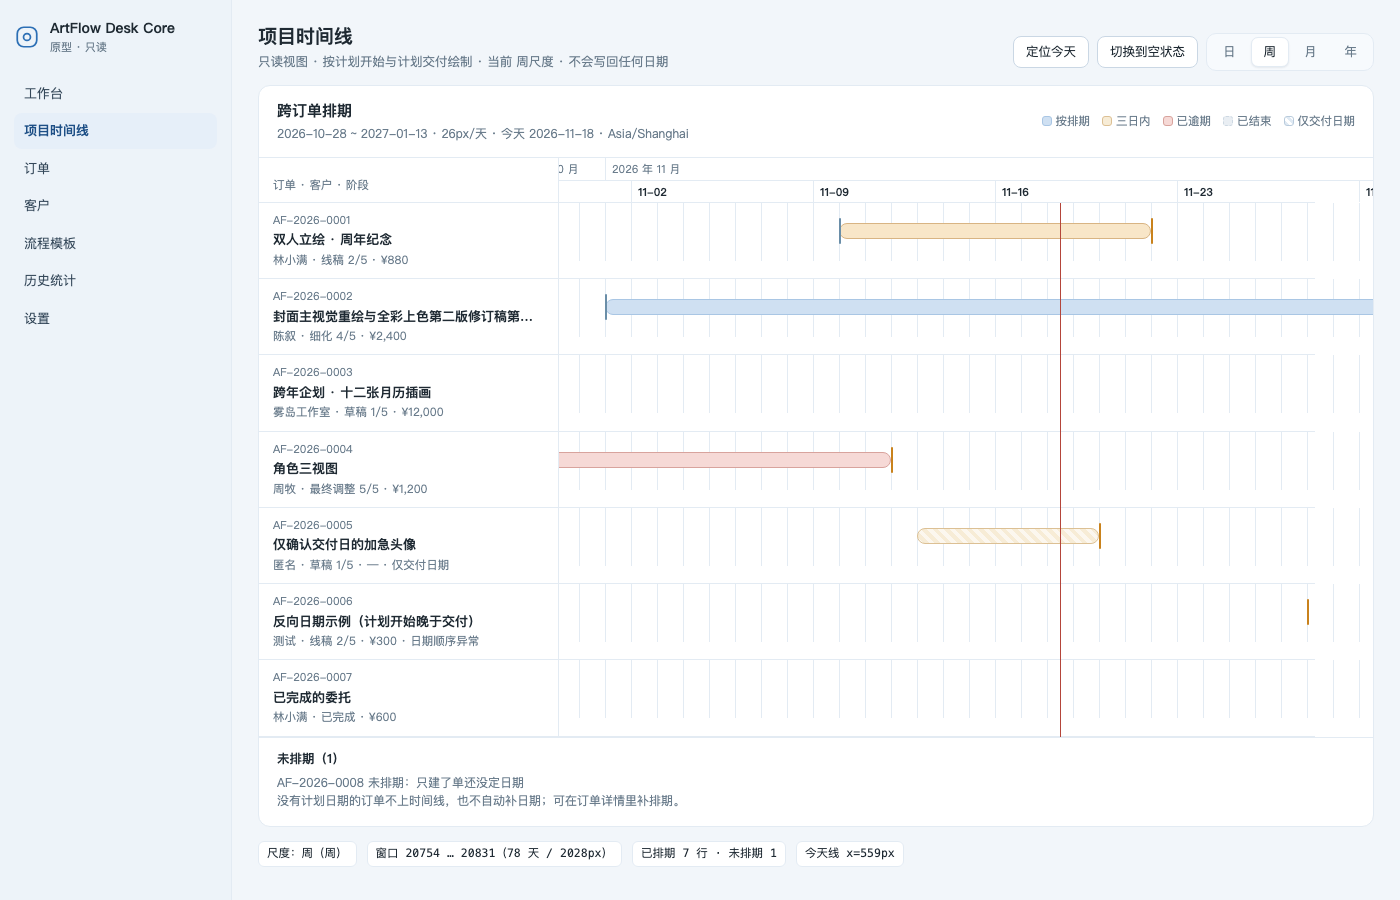 ArtFlow Desk Core
原型 · 只读
工作台
项目时间线
订单
客户
流程模板
历史统计
设置
项目时间线
只读视图 · 按计划开始与计划交付绘制 · 当前 周尺度 · 不会写回任何日期
定位今天
切换到空状态
日
周
月
年
跨订单排期
2026-10-28 ~ 2027-01-13 · 26px/天 · 今天 2026-11-18 · Asia/Shanghai
按排期
三日内
已逾期
已结束
仅交付日期
订单 · 客户 · 阶段
0 月
2026 年 11 月
11-02
11-09
11-16
11-23
AF-2026-0001
双人立绘 · 周年纪念
林小满 · 线稿 2/5 · ¥880
AF-2026-0002
封面主视觉重绘与全彩上色第二版修订稿第...
陈叙 · 细化 4/5 · ¥2,400
AF-2026-0003
跨年企划 · 十二张月历插画
雾岛工作室 · 草稿 1/5 · ¥12,000
AF-2026-0004
角色三视图
周牧 · 最终调整 5/5 · ¥1,200
AF-2026-0005
仅确认交付日的加急头像
匿名 · 草稿 1/5 · — · 仅交付日期
AF-2026-0006
反向日期示例（计划开始晚于交付）
测试 · 线稿 2/5 · ¥300 · 日期顺序异常
AF-2026-0007
已完成的委托
林小满 · 已完成 · ¥600
未排期（1）
AF-2026-0008 未排期：只建了单还没定日期
没有计划日期的订单不上时间线，也不自动补日期；可在订单详情里补排期。
尺度：周（周）
窗口 20754 … 20831（78 天 / 2028px）
已排期 7 行 · 未排期 1
今天线 x=559px